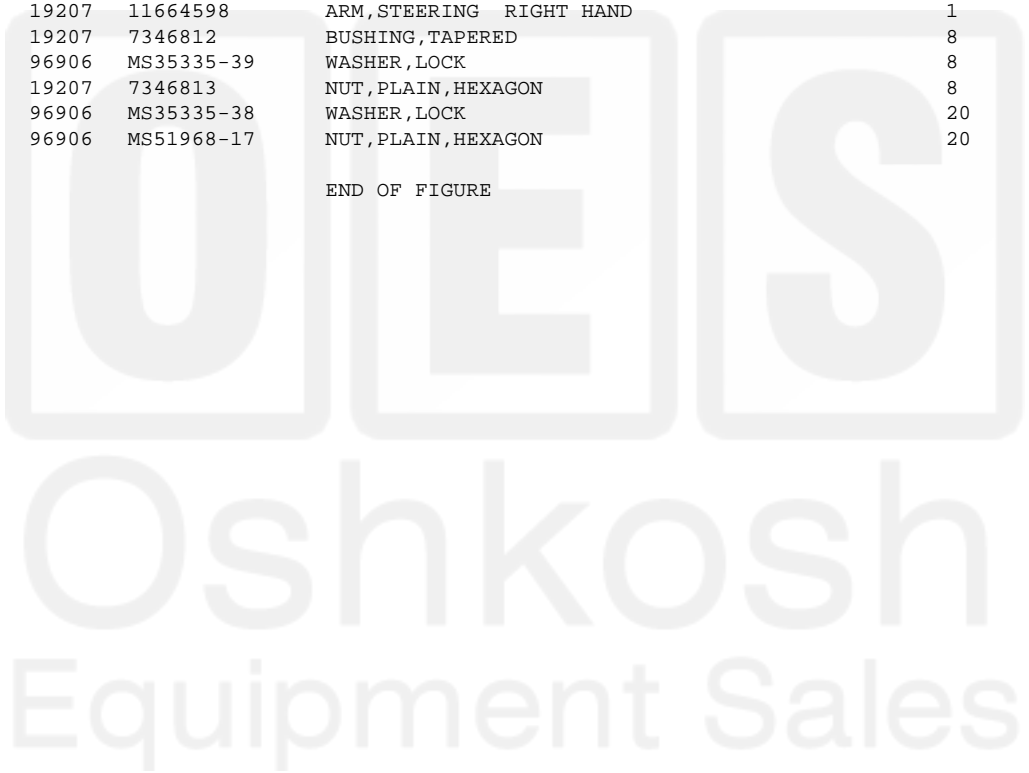 19207 11664598 ARM,STEERING RIGHT HAND 1
19207 7346812 BUSHING,TAPERED 8
96906 MS35335-39 WASHER,LOCK 8
19207 7346813 NUT,PLAIN,HEXAGON 8
96906 MS35335-38 WASHER,LOCK 20
96906 MS51968-17 NUT,PLAIN,HEXAGON 20
END OF FIGURE
OES
Oshkosh
Equipment Sales